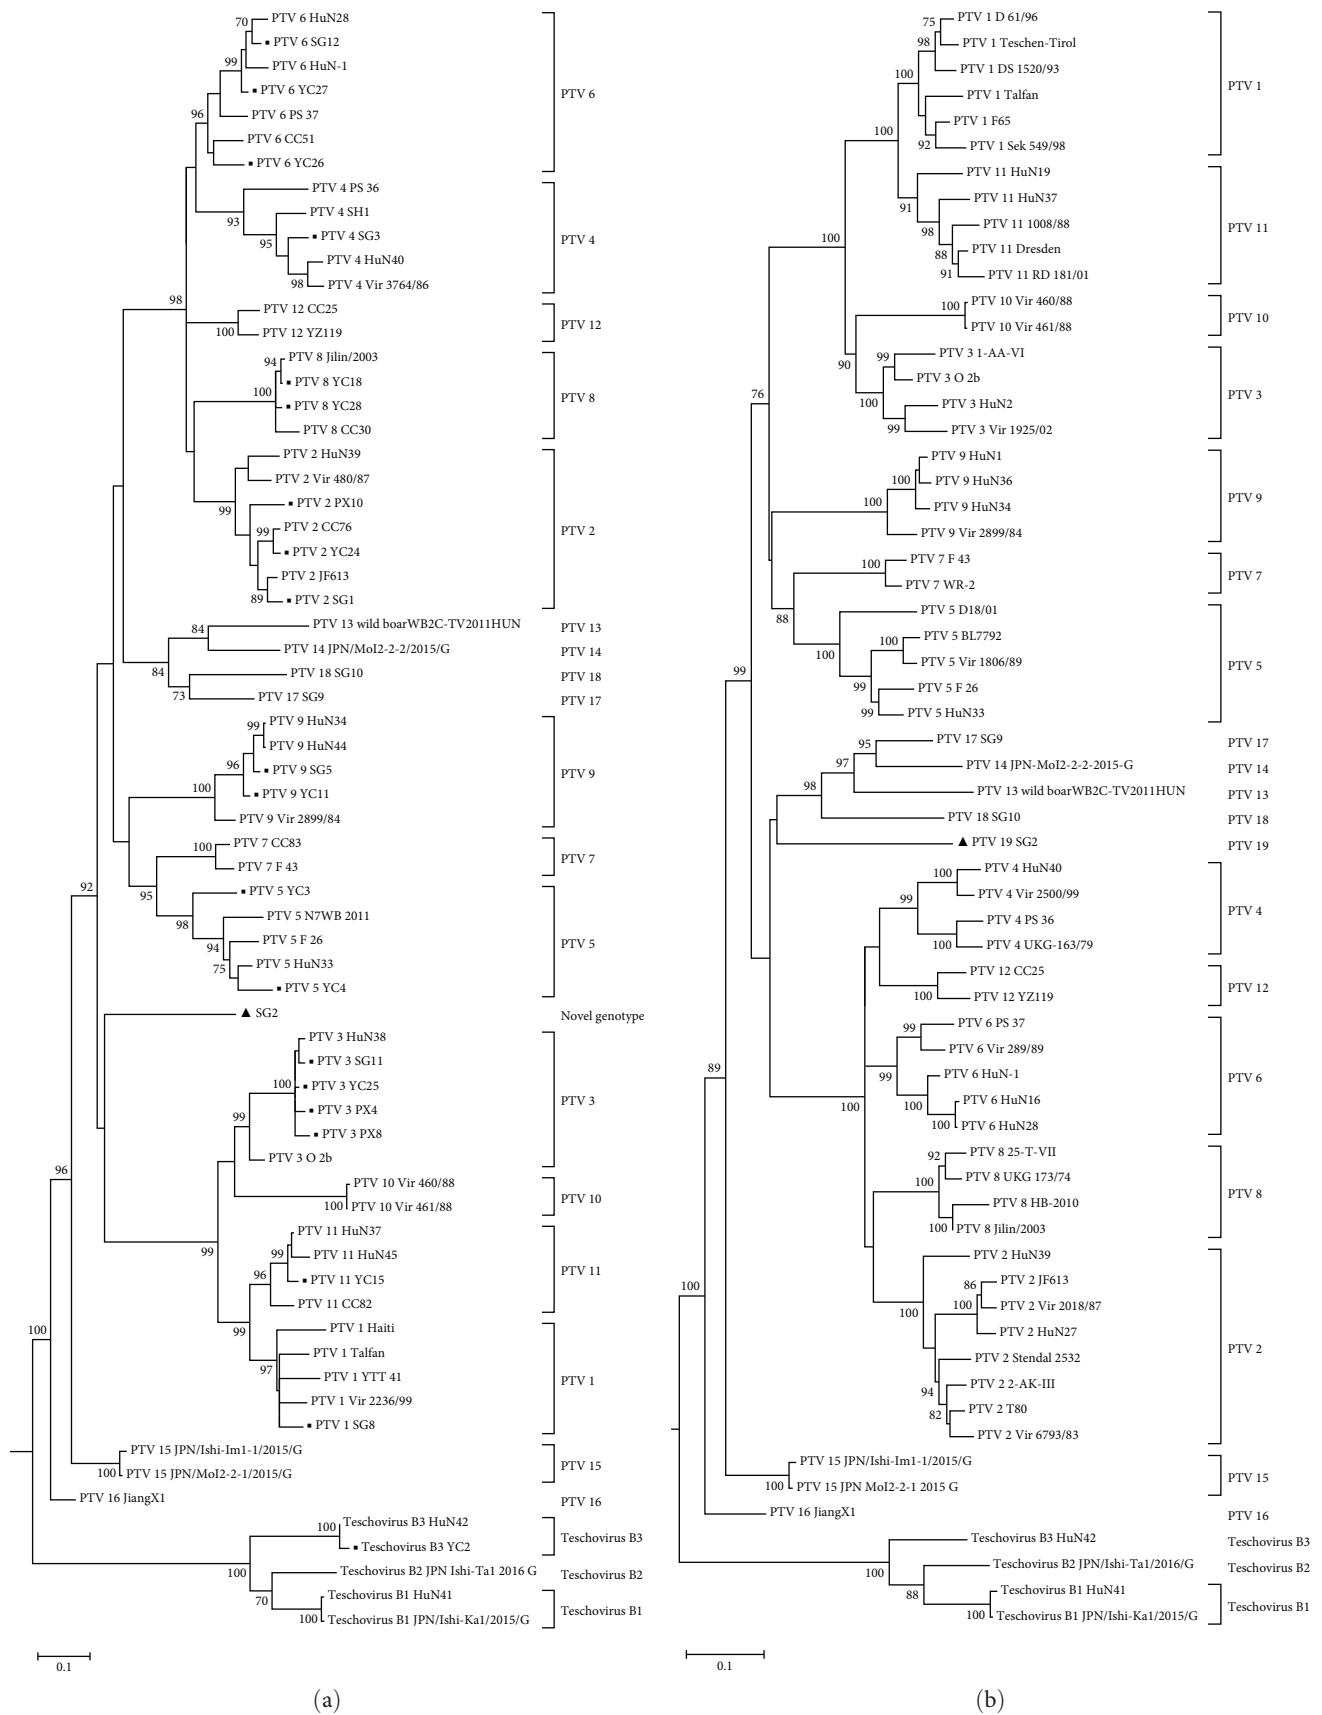 70
PTV 6 HuN28
PTV 6 SG12
99
PTV 6 HuN-1
PTV 6 YC27
96
PTV 6 PS 37
PTV 6 CC51
PTV 6 YC26
PTV 6
PTV 4 PS 36
93
PTV 4 SH1
95
PTV 4 SG3
PTV 4 HuN40
98
PTV 4 Vir 3764/86
PTV 4
98
PTV 12 CC25
100
PTV 12 YZ119
PTV 12
94
PTV 8 Jilin/2003
PTV 8 YC18
100
PTV 8 YC28
PTV 8 CC30
PTV 8
PTV 2 HuN39
PTV 2 Vir 480/87
99
PTV 2 PX10
99
PTV 2 CC76
PTV 2 YC24
PTV 2 JF613
89
PTV 2 SG1
PTV 2
84
PTV 13 wild boarWB2C-TV2011HUN
PTV 13
PTV 14 JPN/MoI2-2-2/2015/G
PTV 14
84
PTV 18 SG10
PTV 18
73
PTV 17 SG9
PTV 17
99
PTV 9 HuN34
PTV 9 HuN44
96
PTV 9 SG5
100
PTV 9 YC11
PTV 9 Vir 2899/84
PTV 9
100
PTV 7 CC83
PTV 7 F 43
PTV 7
92
95
PTV 5 YC3
98
PTV 5 N7WB 2011
94
PTV 5 F 26
75
PTV 5 HuN33
PTV 5 YC4
PTV 5
SG2
Novel genotype
PTV 3 HuN38
PTV 3 SG11
100
PTV 3 YC25
PTV 3 PX4
99
PTV 3 PX8
PTV 3 O 2b
PTV 3
96
PTV 10 Vir 460/88
100
PTV 10 Vir 461/88
PTV 10
99
PTV 11 HuN37
99
PTV 11 HuN45
96
PTV 11 YC15
PTV 11 CC82
PTV 11
99
PTV 1 Haiti
PTV 1 Talfan
97
PTV 1 YTT 41
PTV 1 Vir 2236/99
PTV 1 SG8
PTV 1
100
PTV 15 JPN/Ishi-Im1-1/2015/G
100
PTV 15 JPN/MoI2-2-1/2015/G
PTV 15
PTV 16 JiangX1
PTV 16
100
Teschovirus B3 HuN42
Teschovirus B3 YC2
Teschovirus B3
100
Teschovirus B2 JPN Ishi-Ta1 2016 G
Teschovirus B2
70
Teschovirus B1 HuN41
100
Teschovirus B1 JPN/Ishi-Ka1/2015/G
Teschovirus B1
0.1
(a)
75
PTV 1 D 61/96
98
PTV 1 Teschen-Tirol
100
PTV 1 DS 1520/93
PTV 1 Talfan
PTV 1 F65
92
PTV 1 Sek 549/98
PTV 1
100
PTV 11 HuN19
91
PTV 11 HuN37
98
PTV 11 1008/88
88
PTV 11 Dresden
91
PTV 11 RD 181/01
PTV 11
100
100
PTV 10 Vir 460/88
PTV 10 Vir 461/88
PTV 10
90
99
PTV 3 1-AA-VI
PTV 3 O 2b
100
PTV 3 HuN2
99
PTV 3 Vir 1925/02
PTV 3
76
PTV 9 HuN1
100
PTV 9 HuN36
100
PTV 9 HuN34
PTV 9 Vir 2899/84
PTV 9
100
PTV 7 F 43
PTV 7 WR-2
PTV 7
88
PTV 5 D18/01
100
100
PTV 5 BL7792
PTV 5 Vir 1806/89
99
PTV 5 F 26
99
PTV 5 HuN33
PTV 5
99
95
PTV 17 SG9
PTV 17
97
PTV 14 JPN-MoI2-2-2-2015-G
PTV 14
98
PTV 13 wild boarWB2C-TV2011HUN
PTV 13
PTV 18 SG10
PTV 18
PTV 19 SG2
PTV 19
100
PTV 4 HuN40
99
PTV 4 Vir 2500/99
PTV 4 PS 36
100
PTV 4 UKG-163/79
PTV 4
PTV 12 CC25
100
PTV 12 YZ119
PTV 12
99
PTV 6 PS 37
PTV 6 Vir 289/89
99
PTV 6 HuN-1
100
PTV 6 HuN16
100
PTV 6 HuN28
PTV 6
89
100
92
PTV 8 25-T-VII
100
PTV 8 UKG 173/74
PTV 8 HB-2010
100
PTV 8 Jilin/2003
PTV 8
PTV 2 HuN39
86
PTV 2 JF613
100
100
PTV 2 Vir 2018/87
PTV 2 HuN27
PTV 2 Stendal 2532
94
PTV 2 2-AK-III
82
PTV 2 T80
PTV 2 Vir 6793/83
PTV 2
100
PTV 15 JPN/Ishi-Im1-1/2015/G
100
PTV 15 JPN MoI2-2-1 2015 G
PTV 15
PTV 16 JiangX1
PTV 16
Teschovirus B3 HuN42
Teschovirus B3
100
Teschovirus B2 JPN/Ishi-Ta1/2016/G
Teschovirus B2
88
Teschovirus B1 HuN41
100
Teschovirus B1 JPN/Ishi-Ka1/2015/G
Teschovirus B1
0.1
(b)